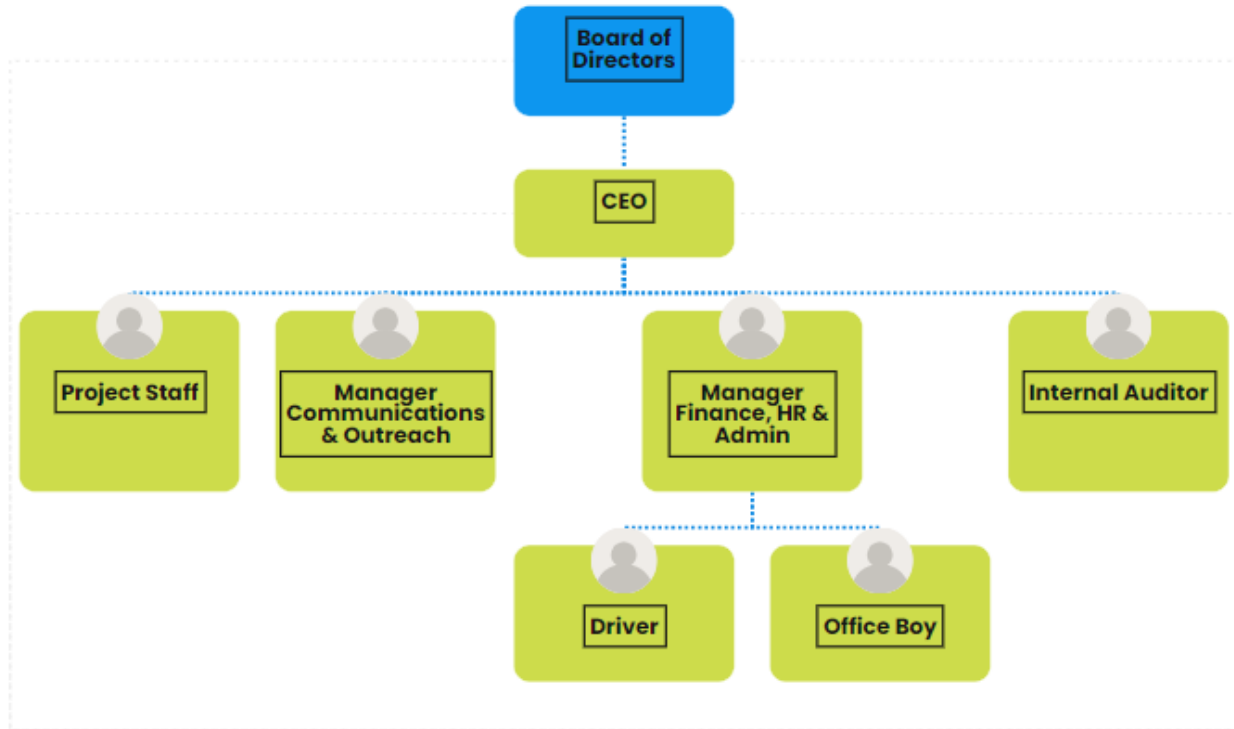 Board of
Directors
CEO
Project Staff
Manager
Communications
& Outreach
Manager
Finance, HR &
Admin
Internal Auditor
Driver
Office Boy